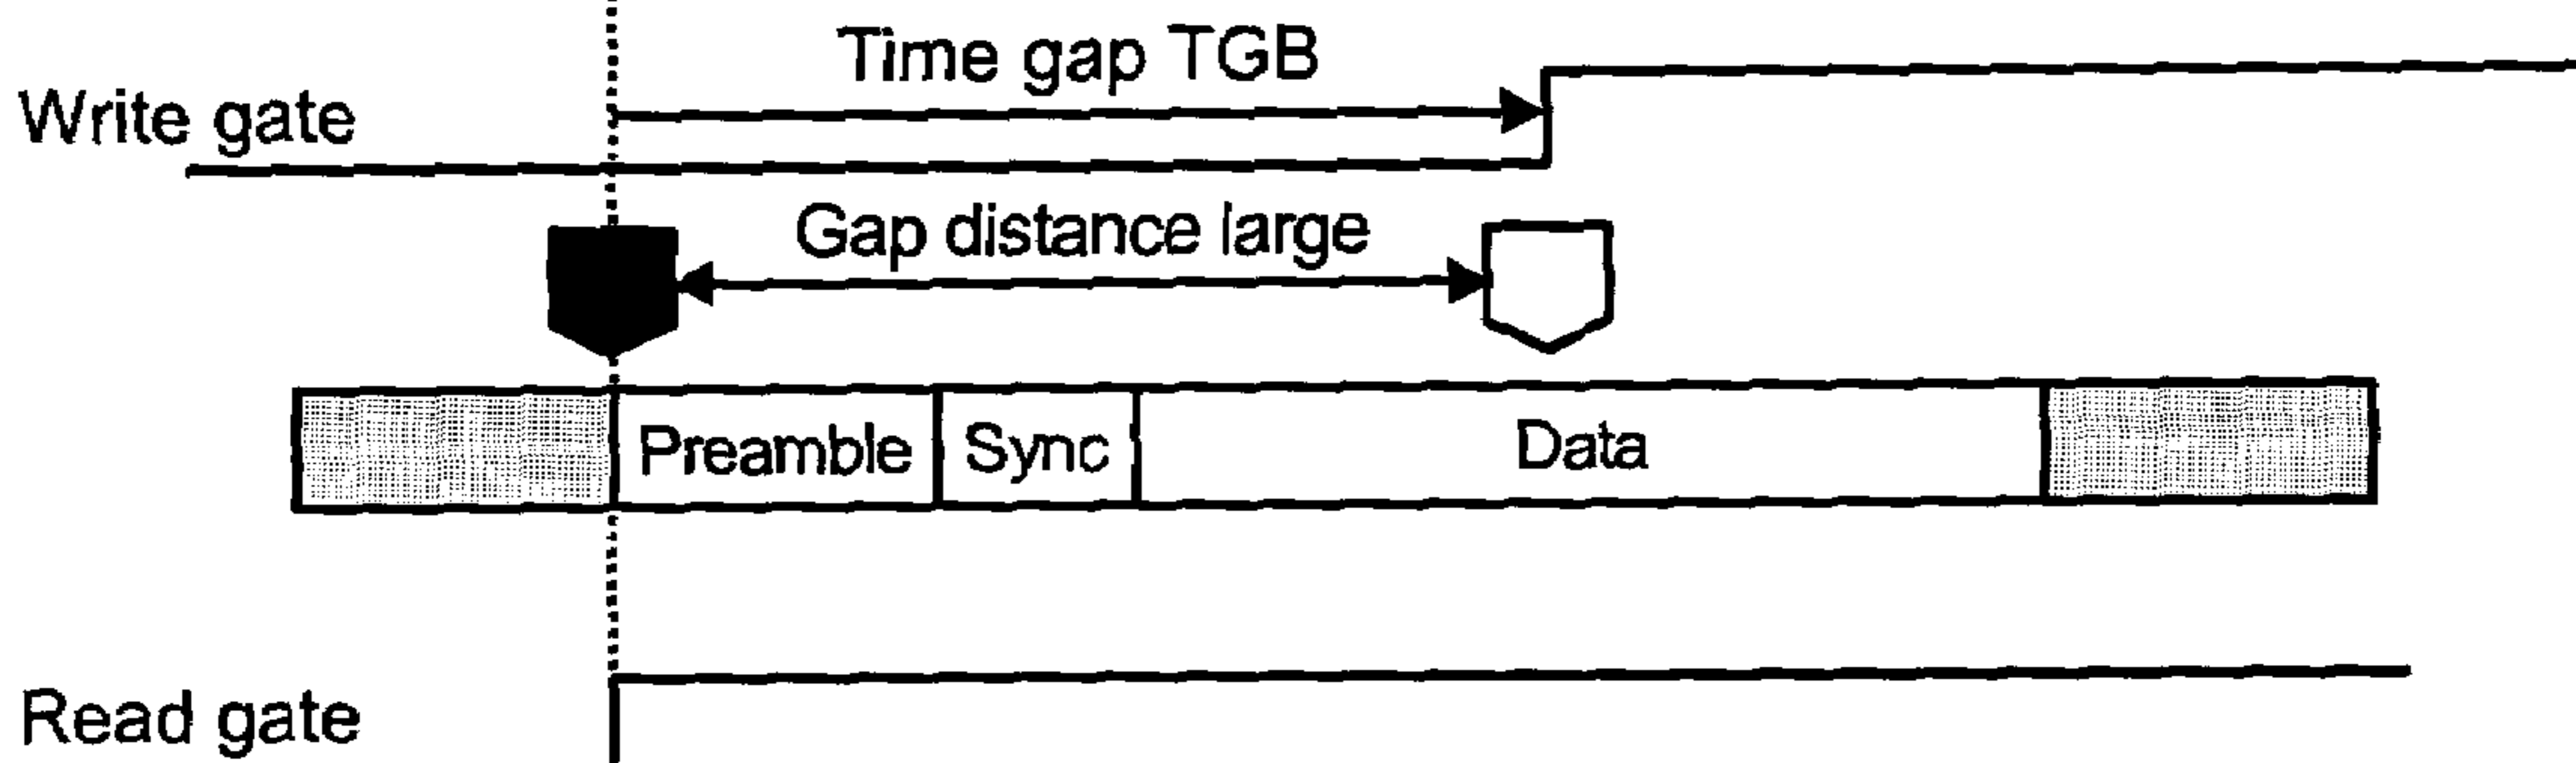 Time gap TGB
Write gate
Gap distance large
Preamble Sync Data
Read gate